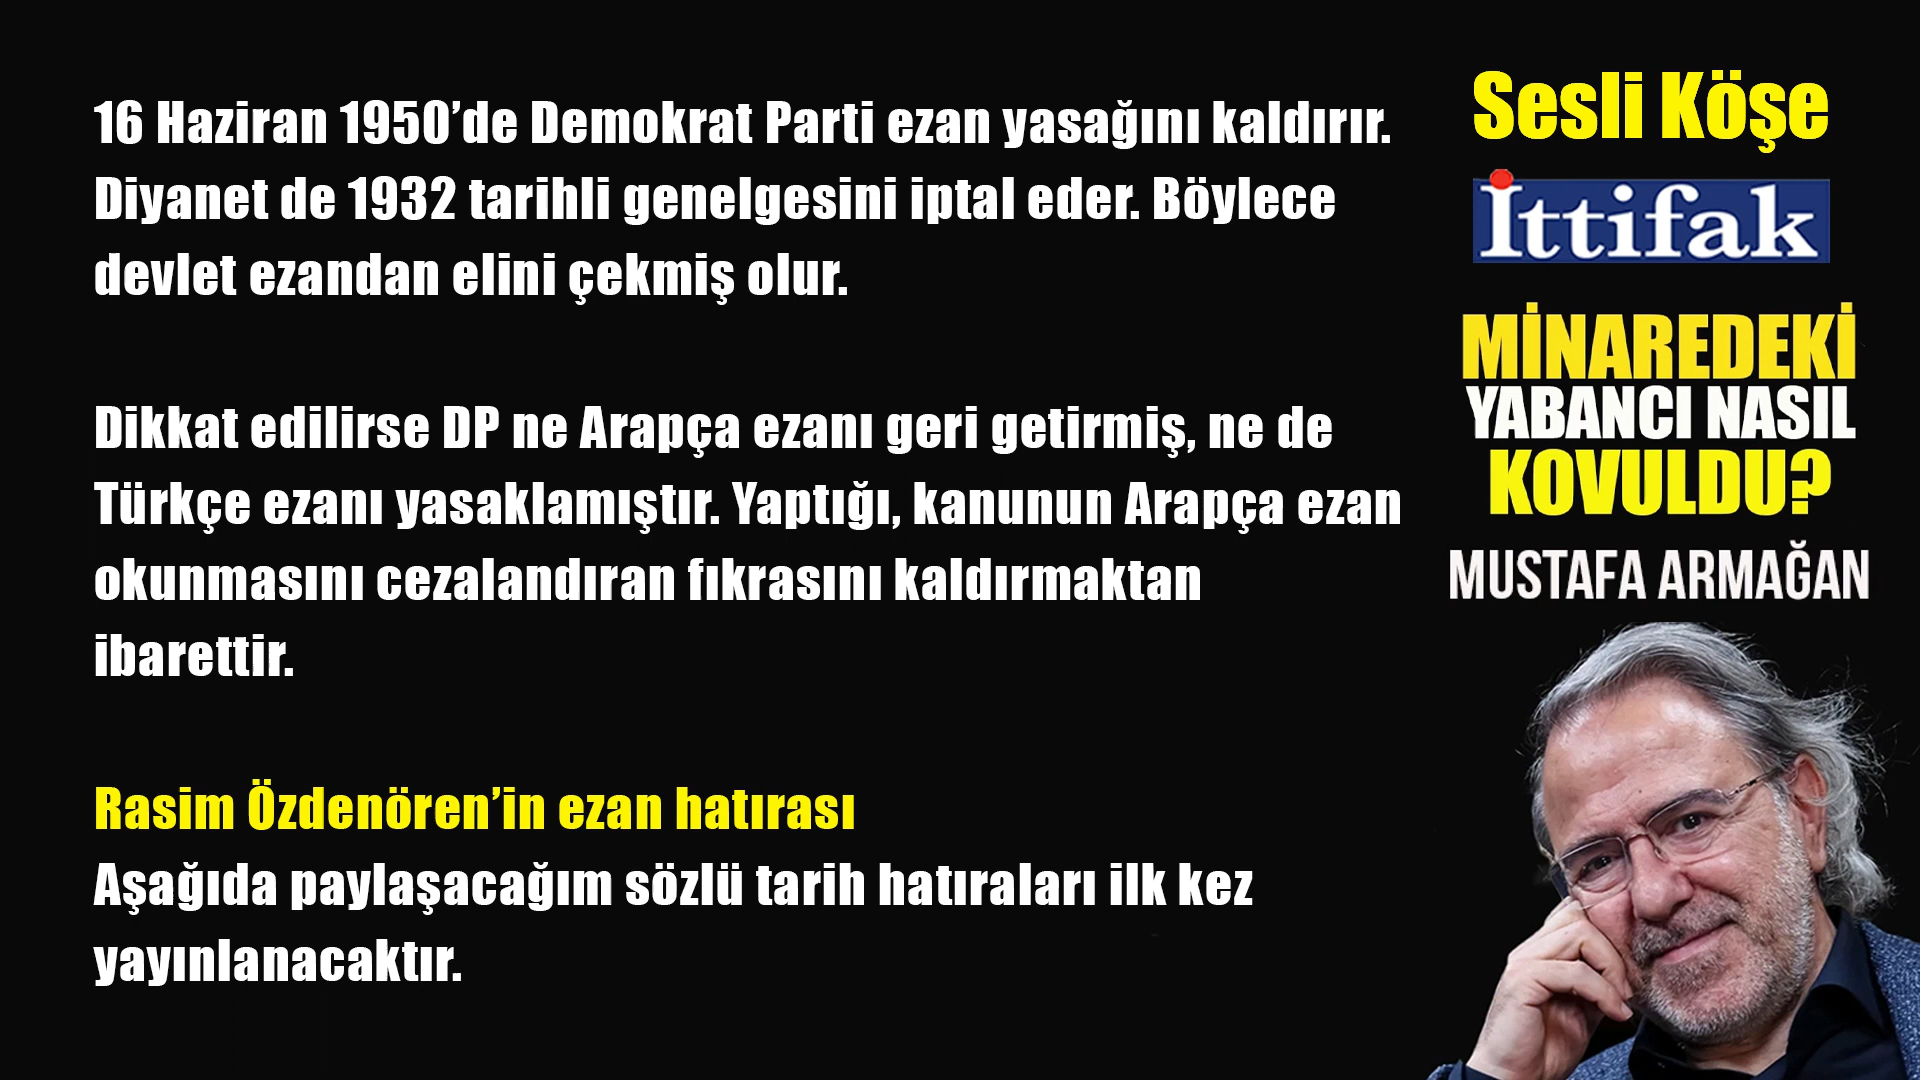 16 Haziran 1950’de Demokrat Parti ezan yasağını kaldırır.
Diyanet de 1932 tarihli genelgesini iptal eder. Böylece
devlet ezandan elini çekmiş olur.
Dikkat edilirse DP ne Arapça ezanı geri getirmiş, ne de
Türkçe ezanı yasaklamıştır. Yaptığı, kanunun Arapça ezan
okunmasını cezalandıran fıkrasını kaldırmaktan
ibarettir.
Rasim Özdenören’in ezan hatırası
Aşağıda paylaşacağım sözlü tarih hatıraları ilk kez
yayınlanacaktır.
Sesli Köşe
İttifak
MİNAREDEKİ
YABANCI NASIL
KOVULDU?
MUSTAFA ARMAĞAN